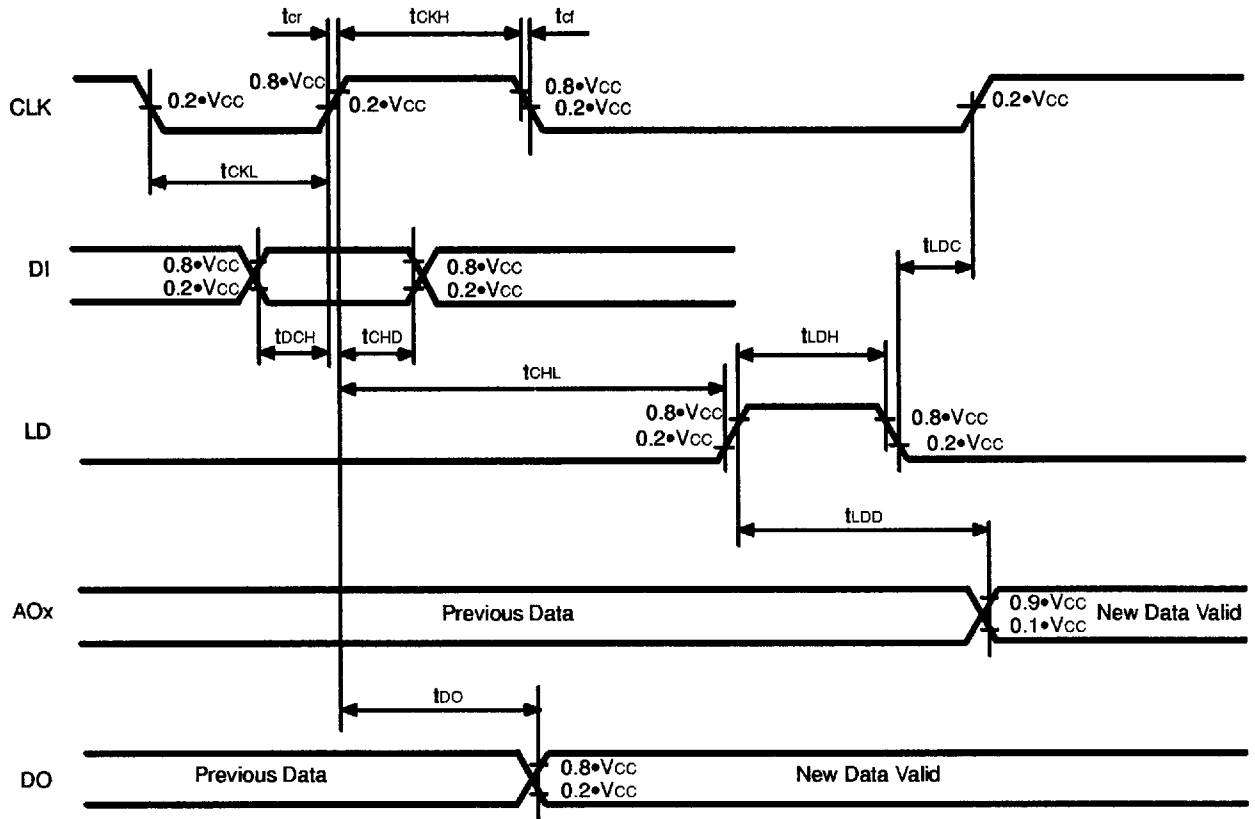 tcr tCKH tcf
CLK 0.2•VCC 0.8•VCC 0.2•VCC 0.8•VCC 0.2•VCC 0.2•VCC
tCKL
tLDC
DI 0.8•VCC 0.2•VCC 0.8•VCC 0.2•VCC
tDCH tCHD
tLDH
tCHL
LD 0.8•VCC 0.2•VCC 0.8•VCC 0.2•VCC
tLDD
AOx Previous Data 0.9•VCC 0.1•VCC New Data Valid
tDO
DO Previous Data 0.8•VCC 0.2•VCC New Data Valid